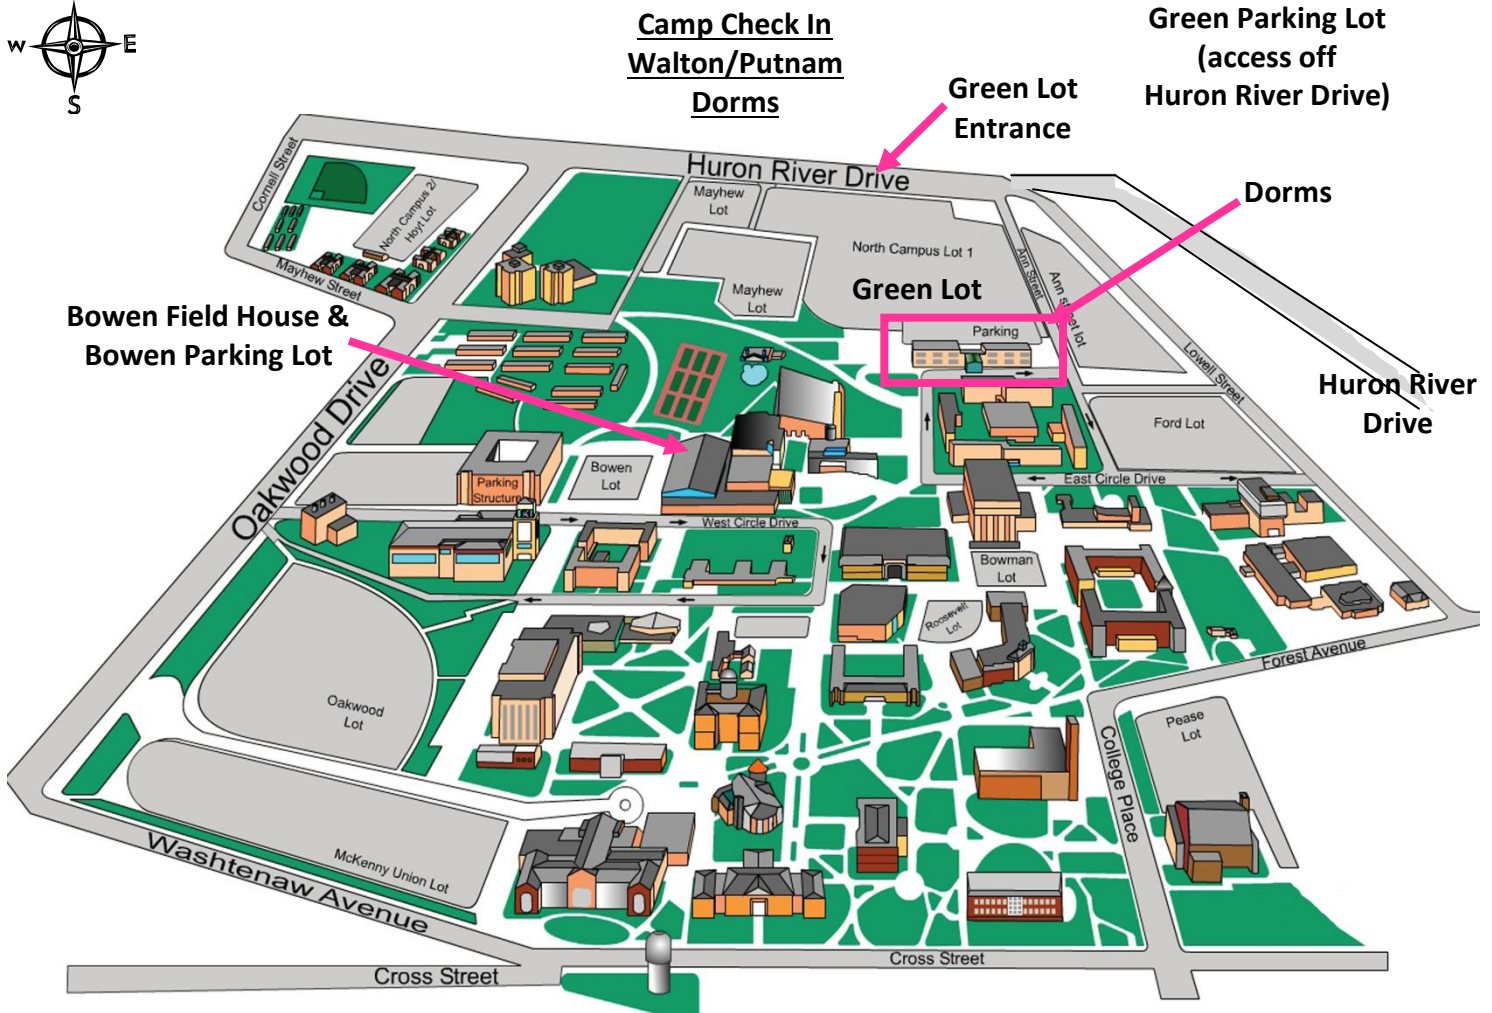 W
E
S
Camp Check In
Walton/Putnam
Dorms
Green Parking Lot
(access off
Huron River Drive)
Green Lot
Entrance
Dorms
Huron River Drive
Cornell Street
North Campus 2/
Hoyt Lot
Mayhew Street
Mayhew
Lot
North Campus Lot 1
Ann Street
Ann street lot
Mayhew
Lot
Green Lot
Parking
Lowell Street
Huron River
Drive
Bowen Field House &
Bowen Parking Lot
Oakwood Drive
Ford Lot
Bowen
Lot
Parking
Structure
East Circle Drive
West Circle Drive
Bowman
Lot
Roosevelt
Lot
Forest Avenue
Oakwood
Lot
Pease
Lot
College Place
McKenny Union Lot
Washtenaw Avenue
Cross Street
Cross Street